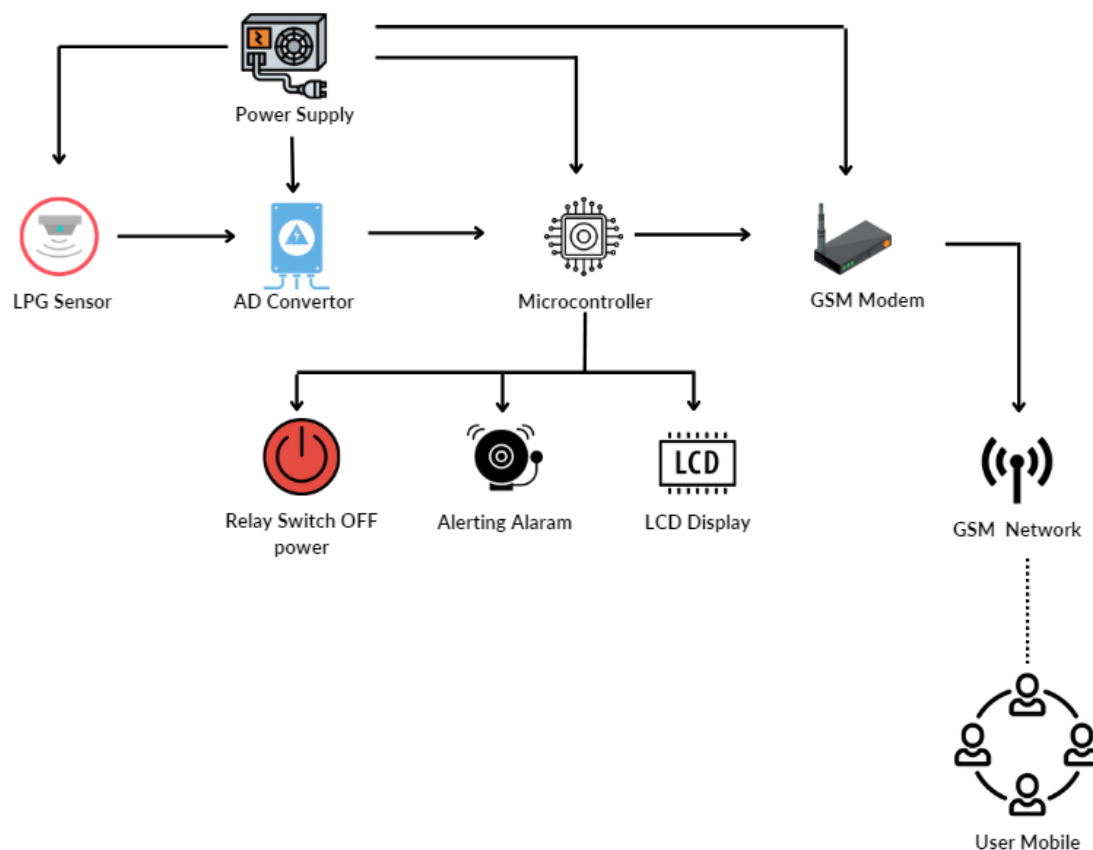 Power Supply
LPG Sensor
AD Convertor
Microcontroller
GSM Modem
LCD
Relay Switch OFF
power
Alerting Alaram
LCD Display
GSM Network
User Mobile